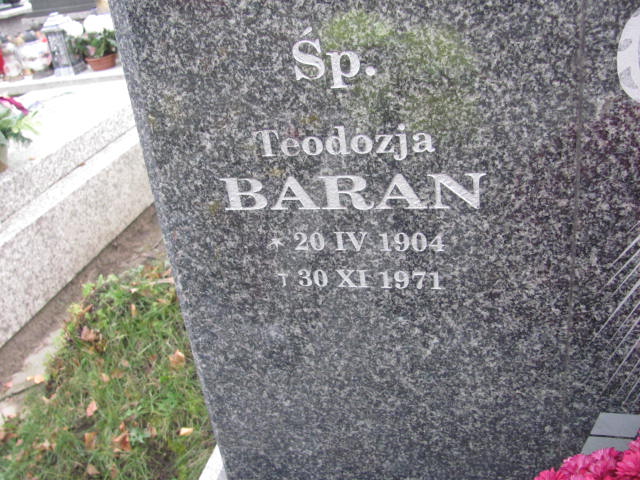 Śp.
Teodozja
BARAN
* 20 IV 1904
† 30 XI 1971